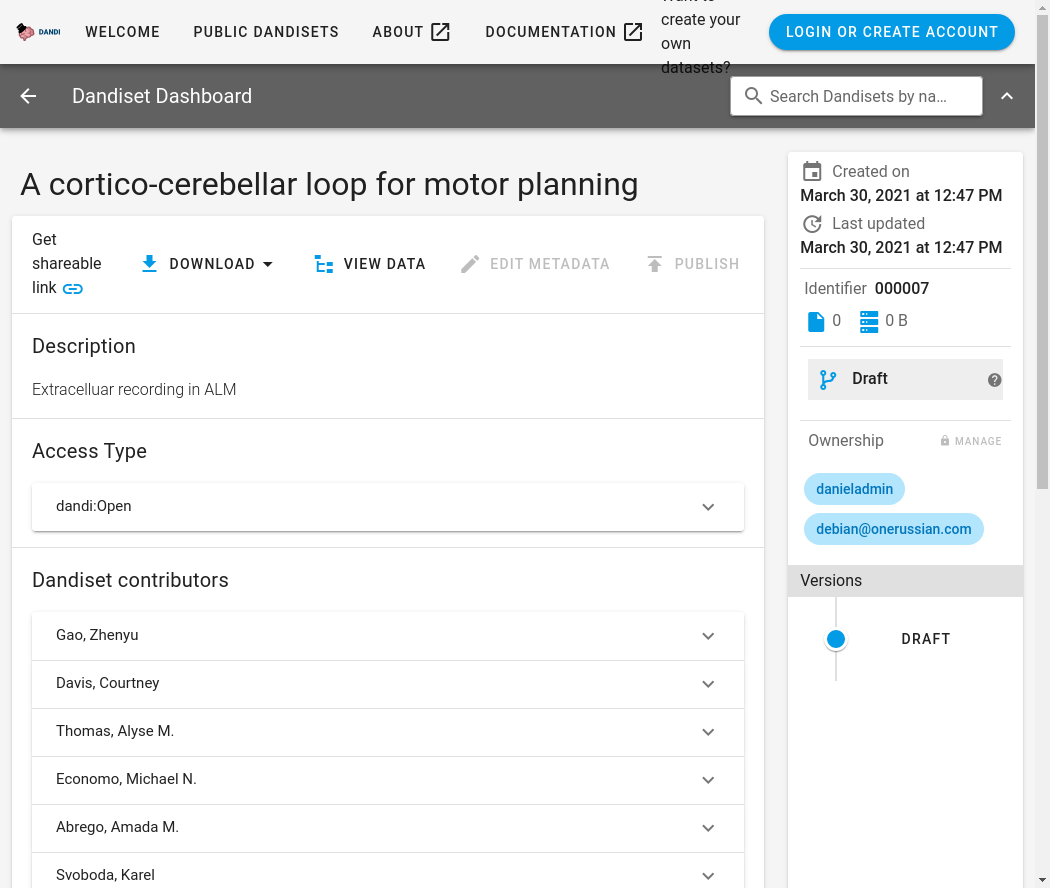 DANDI
WELCOME
PUBLIC DANDISETS
ABOUT
DOCUMENTATION
create your
own
datasets?
LOGIN OR CREATE ACCOUNT
Dandiset Dashboard
Search Dandisets by na…
A cortico-cerebellar loop for motor planning
Get
shareable
link
DOWNLOAD
VIEW DATA
EDIT METADATA
PUBLISH
Description
Extracelluar recording in ALM
Access Type
dandi:Open
Dandiset contributors
Gao, Zhenyu
Davis, Courtney
Thomas, Alyse M.
Economo, Michael N.
Abrego, Amada M.
Svoboda, Karel
Created on
March 30, 2021 at 12:47 PM
Last updated
March 30, 2021 at 12:47 PM
Identifier 000007
0
0 B
Draft
Ownership
MANAGE
danieladmin
debian@onerussian.com
Versions
DRAFT